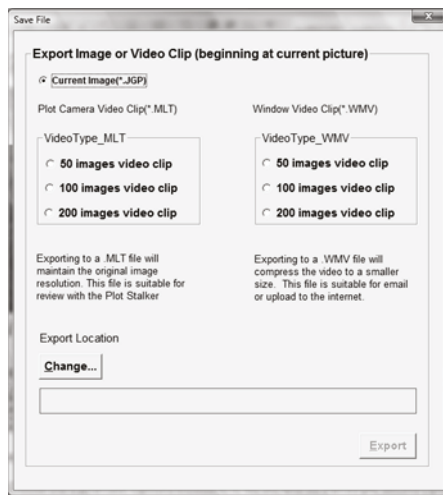 Save File
Export Image or Video Clip (beginning at current picture)
Current Image(*.JGP)
Plot Camera Video Clip(*.MLT)
Window Video Clip(*.WMV)
VideoType_MLT
50 images video clip
100 images video clip
200 images video clip
VideoType_WMV
50 images video clip
100 images video clip
200 images video clip
Exporting to a .MLT file will
maintain the original image
resolution. This file is suitable for
review with the Plot Stalker
Exporting to a .WMV file will
compress the video to a smaller
size. This file is suitable for email
or upload to the internet.
Export Location
Change...
Export